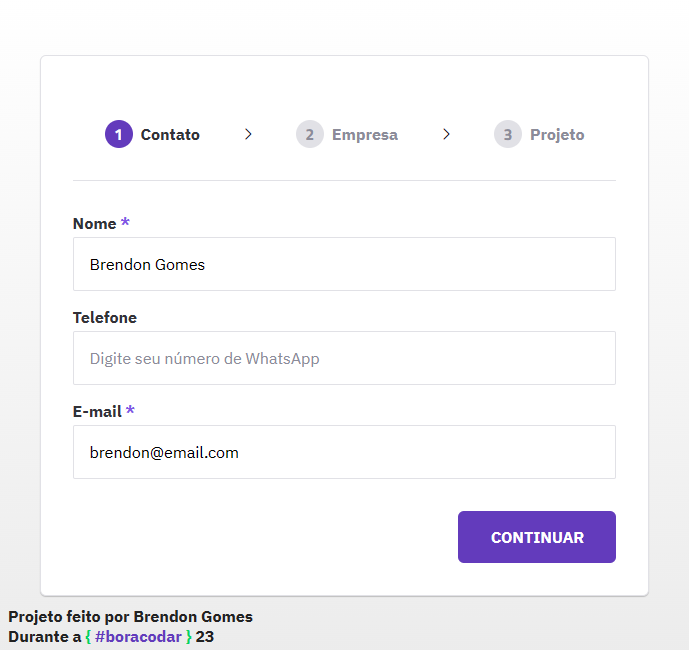 1 Contato > 2 Empresa > 3 Projeto
Nome *
Brendon Gomes
Telefone
Digite seu número de WhatsApp
E-mail *
brendon@email.com
CONTINUAR
Projeto feito por Brendon Gomes
Durante a { #boracodar } 23